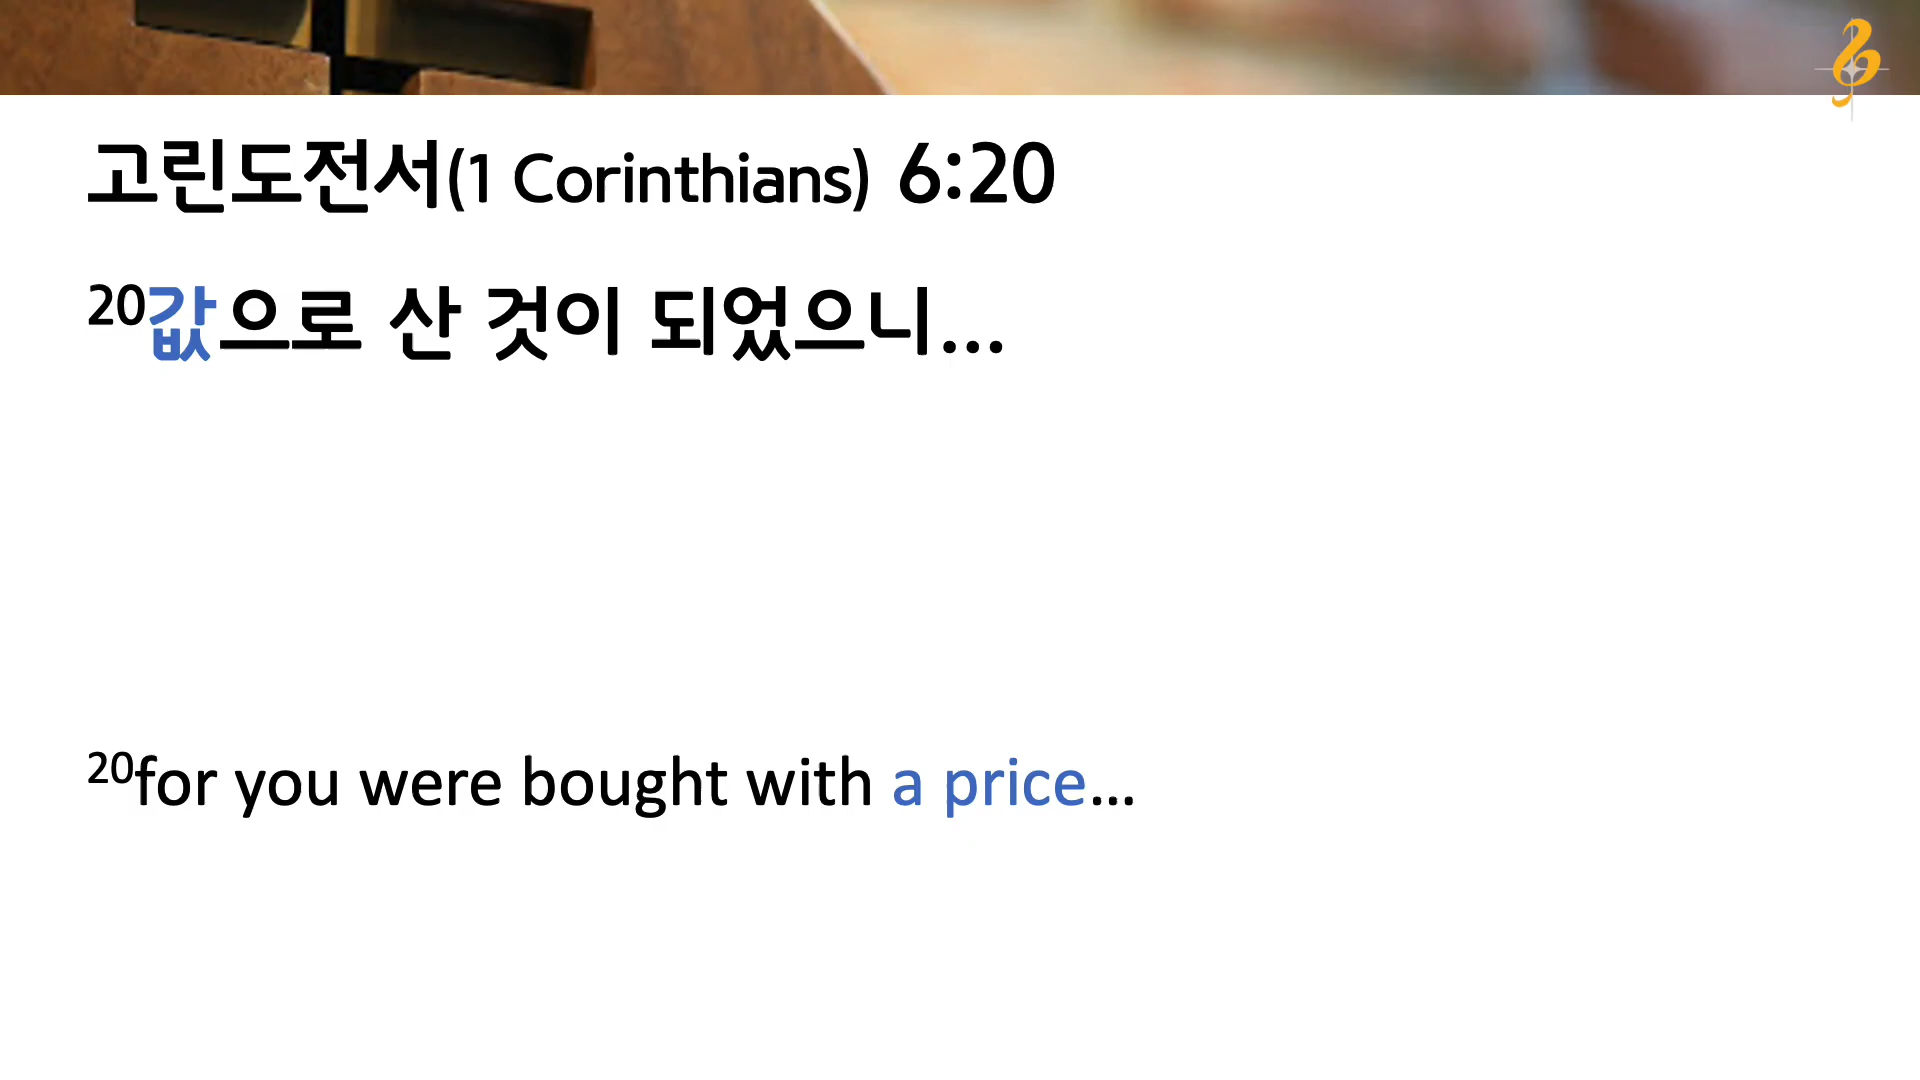 고린도전서(1 Corinthians) 6:20
20값으로 산 것이 되었으니...
20for you were bought with a price...